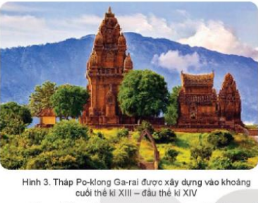 Hình 3. Tháp Po-klong Ga-rai được xây dựng vào khoảng
cuối thế kỉ XIII – đầu thế kỉ XIV